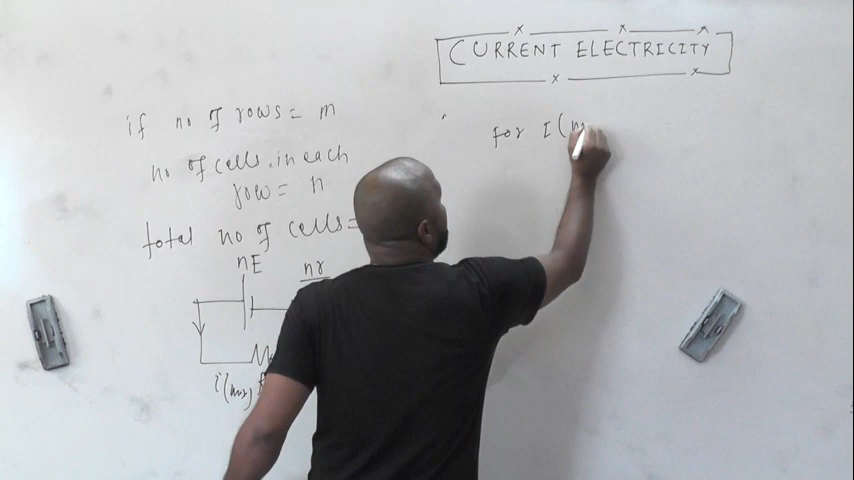 CURRENT ELECTRICITY
if no of rows = m
no of cells in each
row = n
total no of cells =
nE
nr
i(max)
For I(m